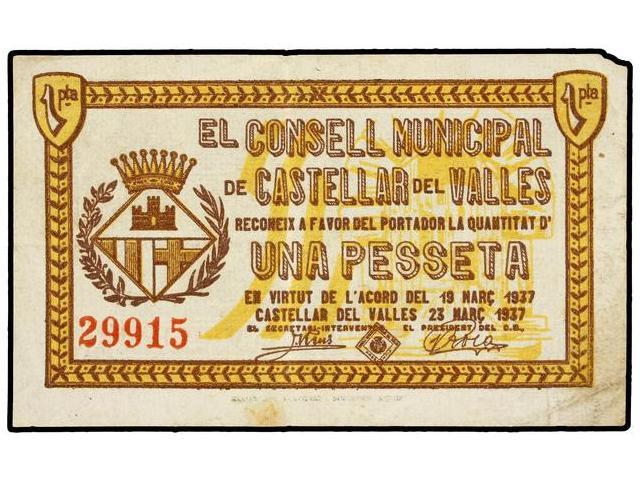 1 pta
1 pta
EL CONSELL MUNICIPAL
DE CASTELLAR DEL VALLES
RECONEIX A FAVOR DEL PORTADOR LA QUANTITAT D'
UNA PESSETA
EN VIRTUT DE L'ACORD DEL 19 MARÇ 1937
CASTELLAR DEL VALLES 23 MARÇ 1937
EL SECRETARI-INTERVENTOR EL PRESIDENT DEL C.M.
29915